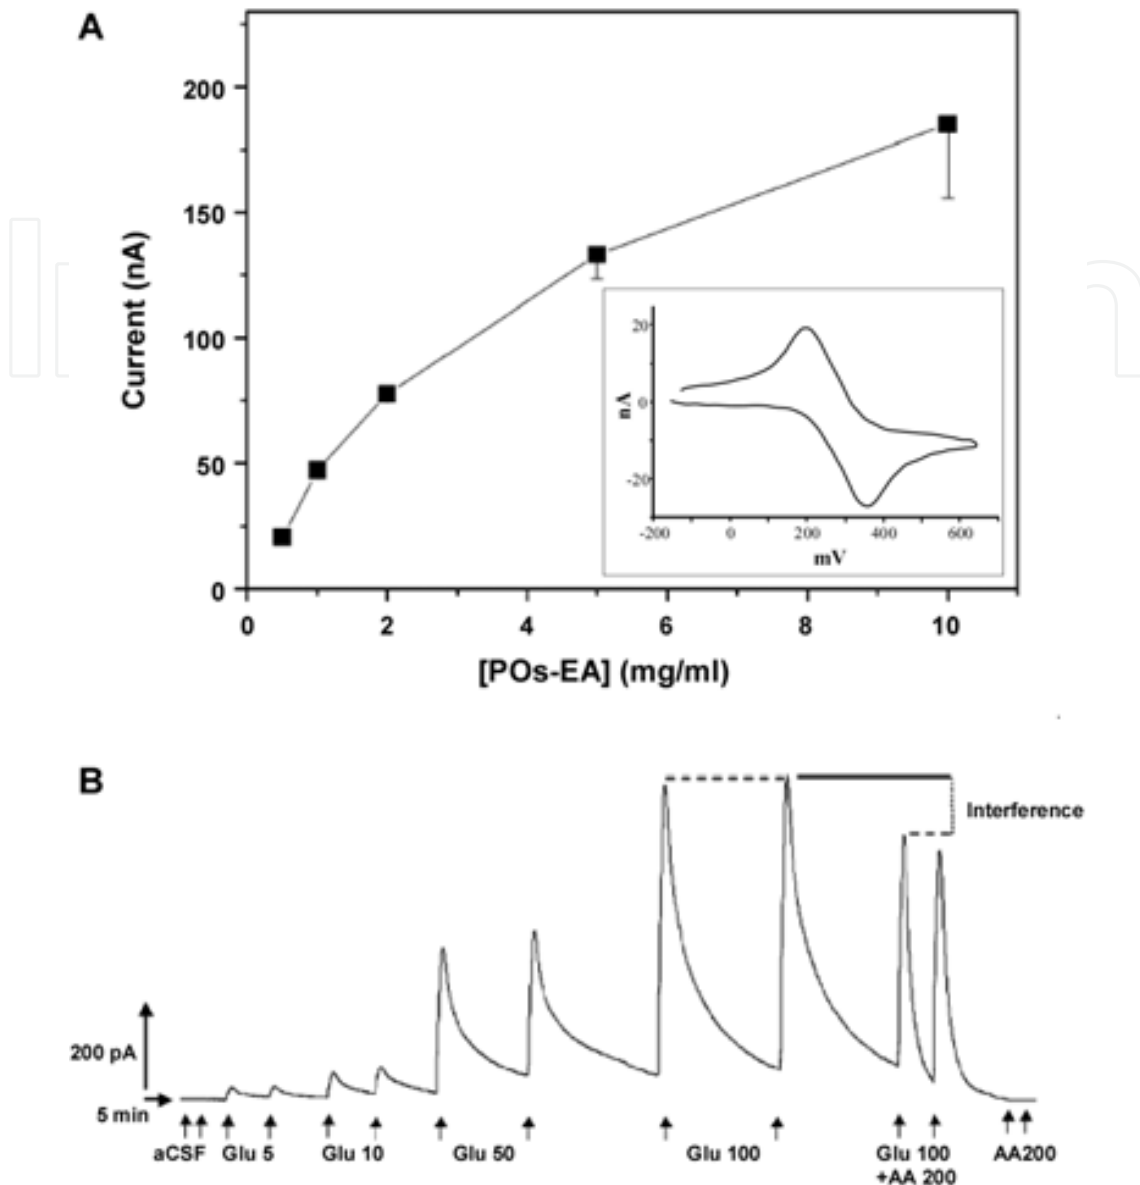 A
200
150
100
50
0
Current (nA)
0 2 4 6 8 10
[POs-EA] (mg/ml)
20
0
-20
nA
-200 0 200 400 600
mV
B
Interference
200 pA
5 min
aCSF Glu 5 Glu 10 Glu 50 Glu 100 Glu 100 AA200
+AA 200